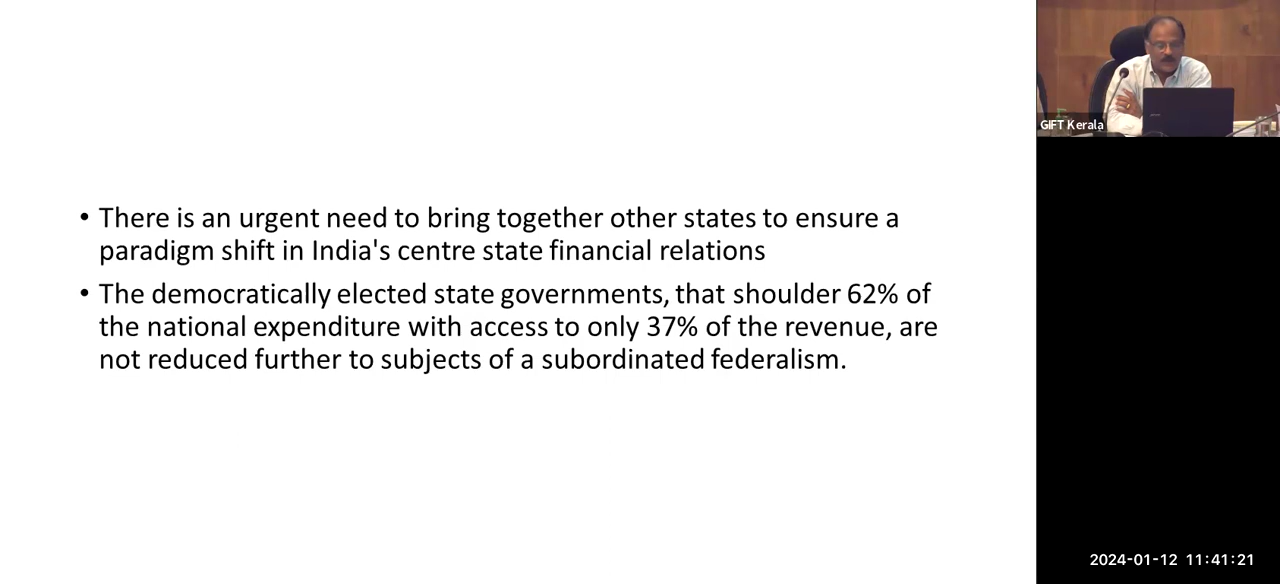 • There is an urgent need to bring together other states to ensure a
paradigm shift in India's centre state financial relations
• The democratically elected state governments, that shoulder 62% of
the national expenditure with access to only 37% of the revenue, are
not reduced further to subjects of a subordinated federalism.
GIFT Kerala
2024-01-12 11:41:21